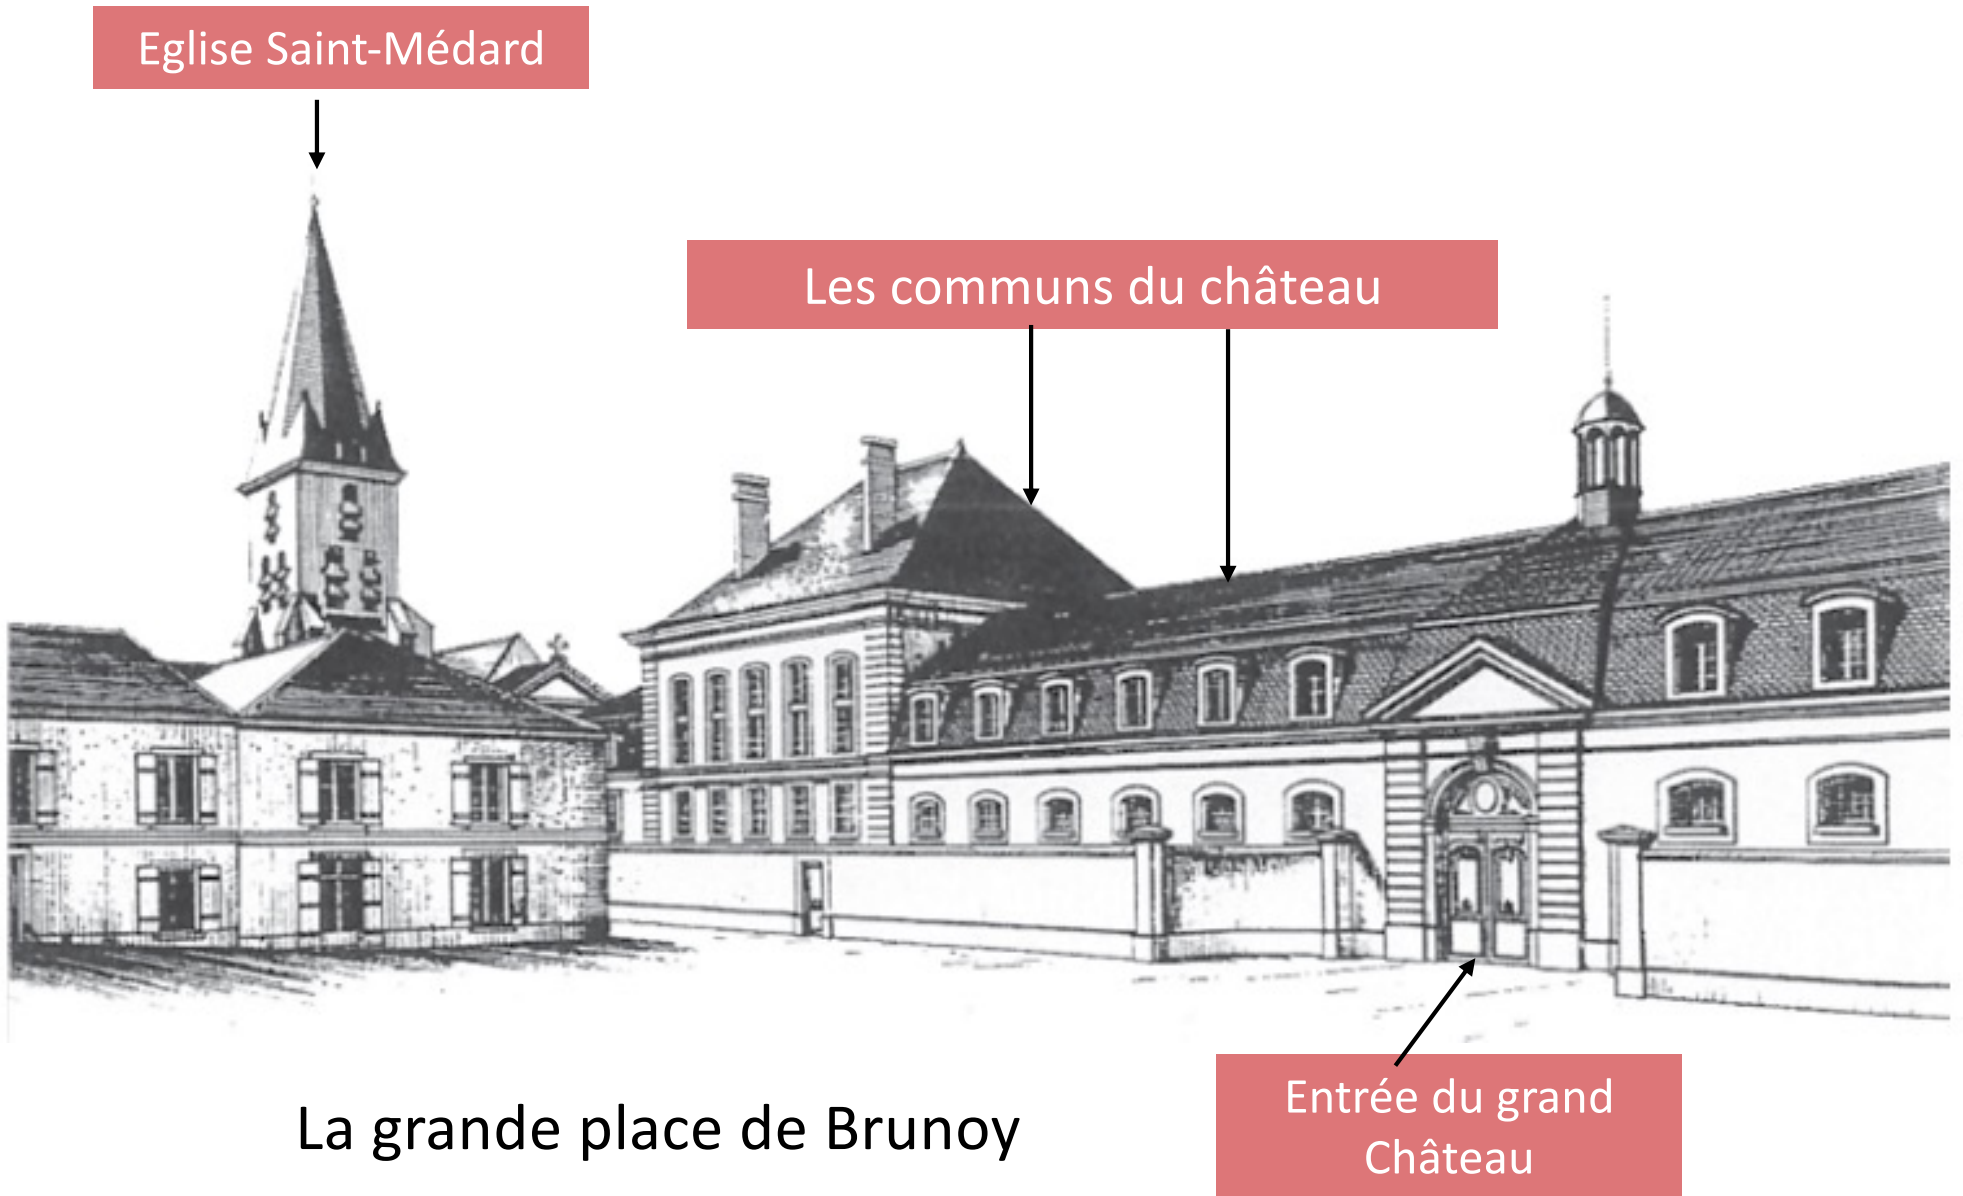 Eglise Saint-Médard
Les communs du château
Entrée du grand
Château
La grande place de Brunoy